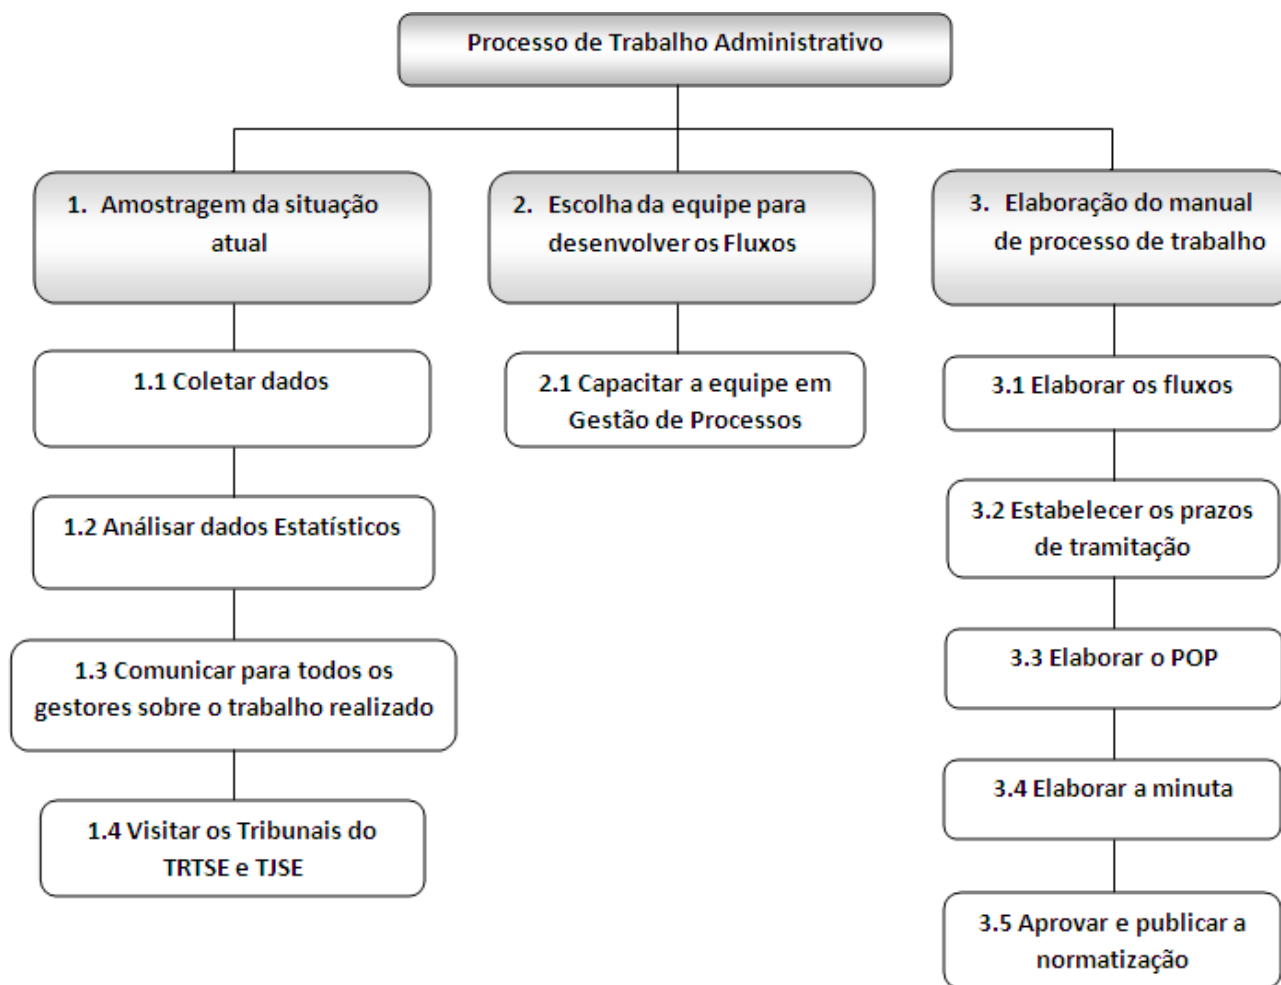 Processo de Trabalho Administrativo
1. Amostragem da situação
atual
2. Escolha da equipe para
desenvolver os Fluxos
3. Elaboração do manual
de processo de trabalho
1.1 Coletar dados
1.2 Análisar dados Estatísticos
1.3 Comunicar para todos os
gestores sobre o trabalho realizado
1.4 Visitar os Tribunais do
TRTSE e TJSE
2.1 Capacitar a equipe em
Gestão de Processos
3.1 Elaborar os fluxos
3.2 Estabelecer os prazos
de tramitação
3.3 Elaborar o POP
3.4 Elaborar a minuta
3.5 Aprovar e publicar a
normatização